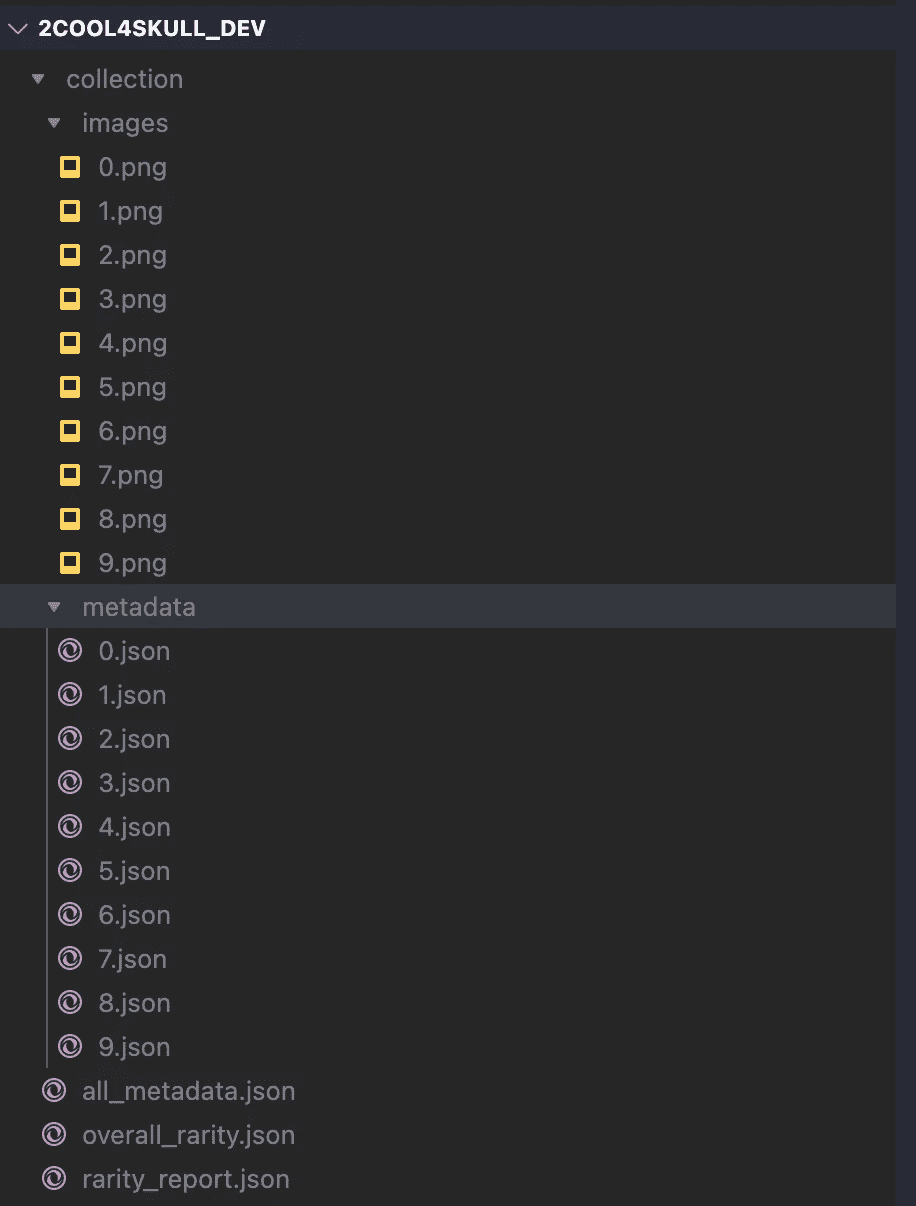 2COOL4SKULL_DEV
collection
images
0.png
1.png
2.png
3.png
4.png
5.png
6.png
7.png
8.png
9.png
metadata
0.json
1.json
2.json
3.json
4.json
5.json
6.json
7.json
8.json
9.json
all_metadata.json
overall_rarity.json
rarity_report.json